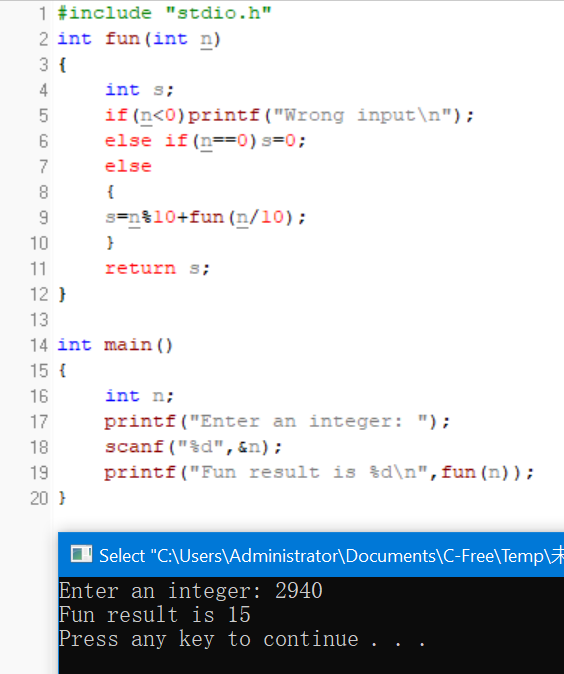 1 #include "stdio.h"
2 int fun(int n)
3 {
4 int s;
5 if(n<0)printf("Wrong input\n");
6 else if(n==0)s=0;
7 else
8 {
9 s=n%10+fun(n/10);
10 }
11 return s;
12 }
13
14 int main()
15 {
16 int n;
17 printf("Enter an integer: ");
18 scanf("%d",&n);
19 printf("Fun result is %d\n",fun(n));
20 }
Select "C:\Users\Administrator\Documents\C-Free\Temp\未
Enter an integer: 2940
Fun result is 15
Press any key to continue . . .